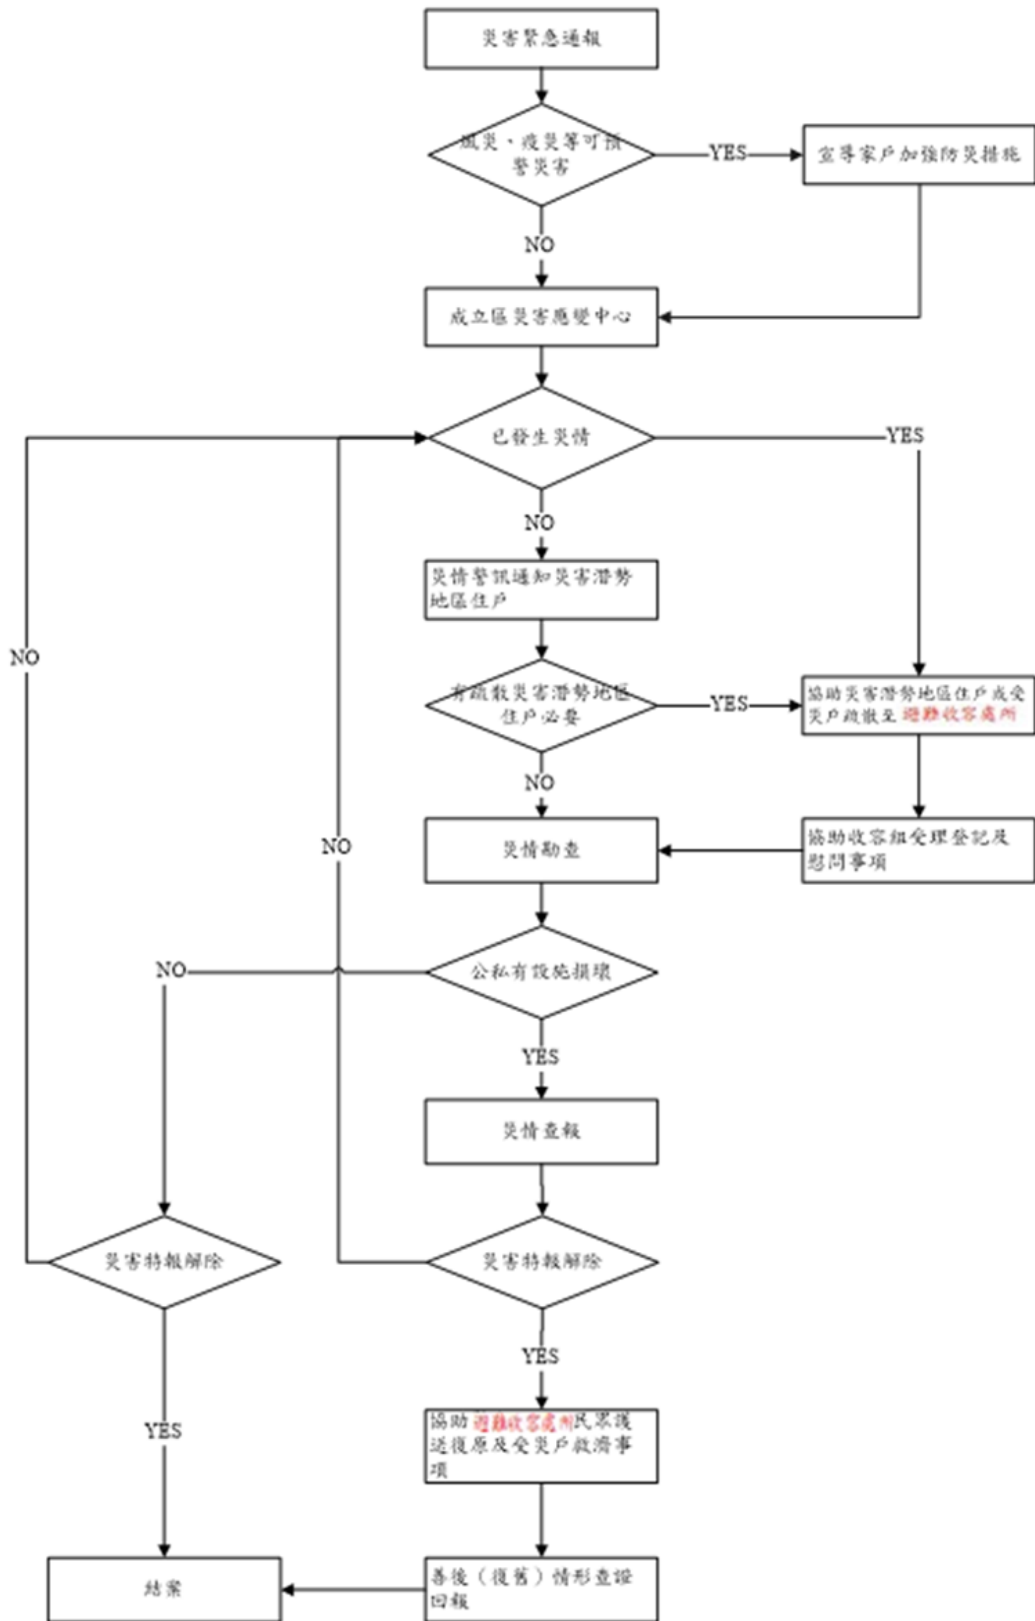 災害緊急通報
風災、疫災等可預
警災害
YES
宣導家戶加強防災措施
NO
成立區災害應變中心
已發生災情
YES
NO
災情警訊通知災害潛勢
地區住戶
NO
有疏散災害潛勢地區
住戶必要
YES
協助災害潛勢地區住戶或受
災戶疏散至 避難收容處所
NO
災情勘查
協助收容組受理登記及
慰問事項
NO
NO
公私有設施損壞
YES
災情查報
災害特報解除
災害特報解除
YES
協助避難收容處所民眾護
送復原及受災戶救濟事
項
YES
結案
善後（復舊）情形查證
回報